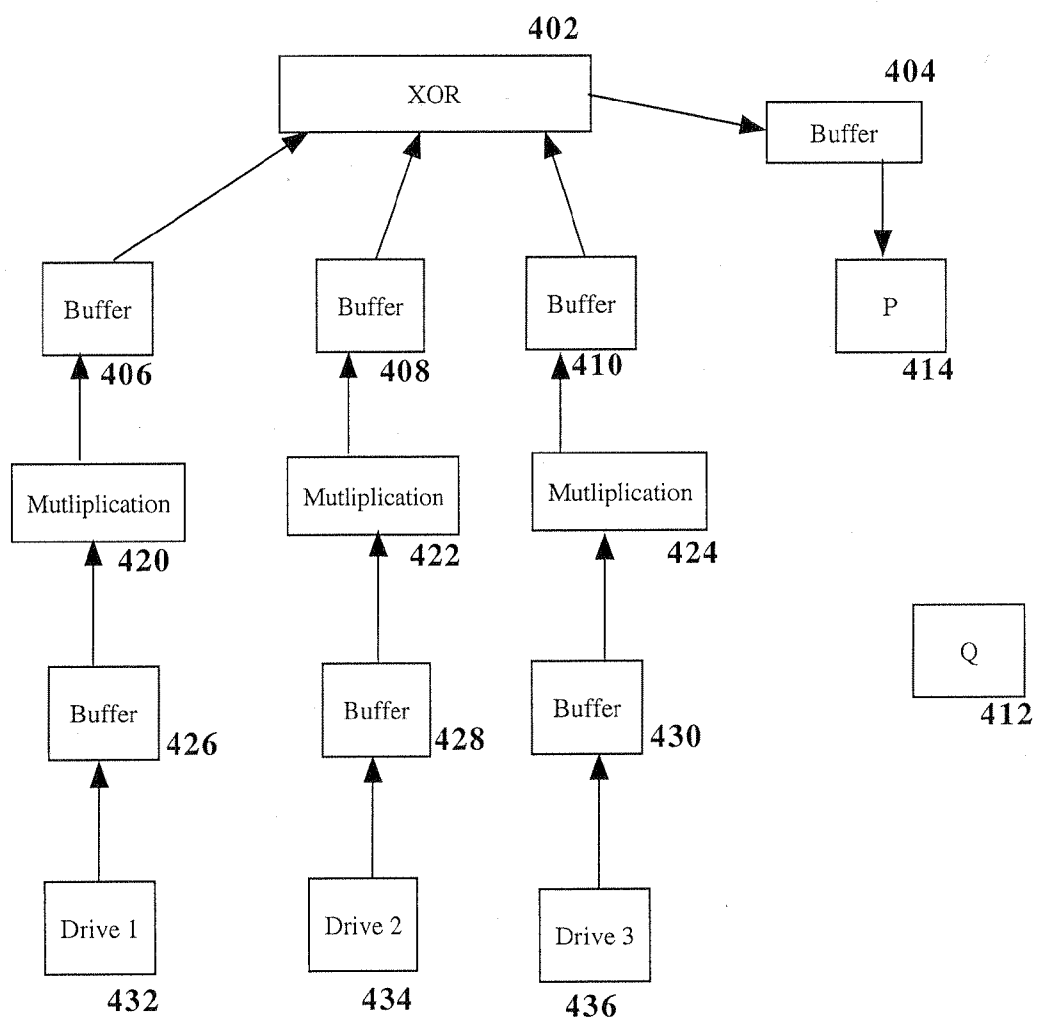 402
XOR
404
Buffer
Buffer
406
Buffer
408
Buffer
410
P
414
Mutliplication
420
Mutliplication
422
Mutliplication
424
Q
412
Buffer
426
Buffer
428
Buffer
430
Drive 1
432
Drive 2
434
Drive 3
436